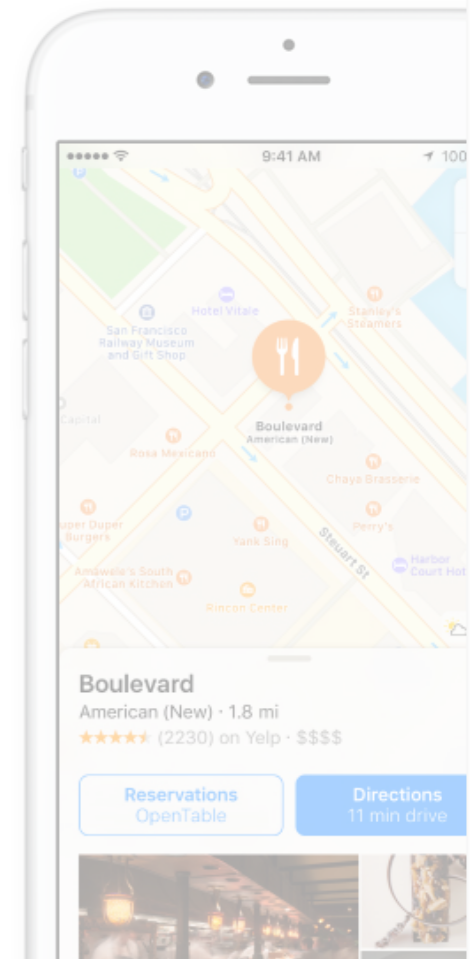 9:41 AM
100
Hotel Vitale
Stanley's
Steamers
San Francisco
Railway Museum
and Gift Shop
Boulevard
American (New)
Capital
Rosa Mexicano
Chaya Brasserie
uper Duper
Burgers
Perry's
Yank Sing
Steuart St
Harbor
Court Hot
Amawele's South
African Kitchen
Rincon Center
Boulevard
American (New) · 1.8 mi
★★★★★ (2230) on Yelp · $$$$
Reservations
OpenTable
Directions
11 min drive